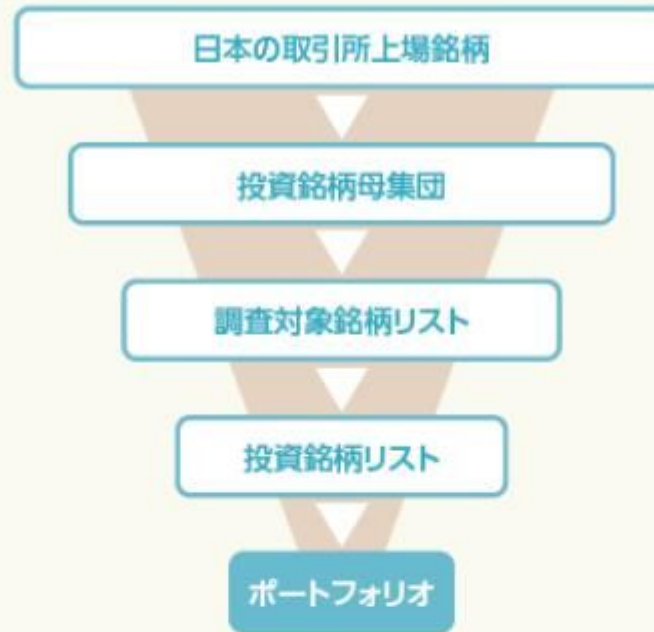 日本の取引所上場銘柄
投資銘柄母集団
調査対象銘柄リスト
投資銘柄リスト
ポートフォリオ